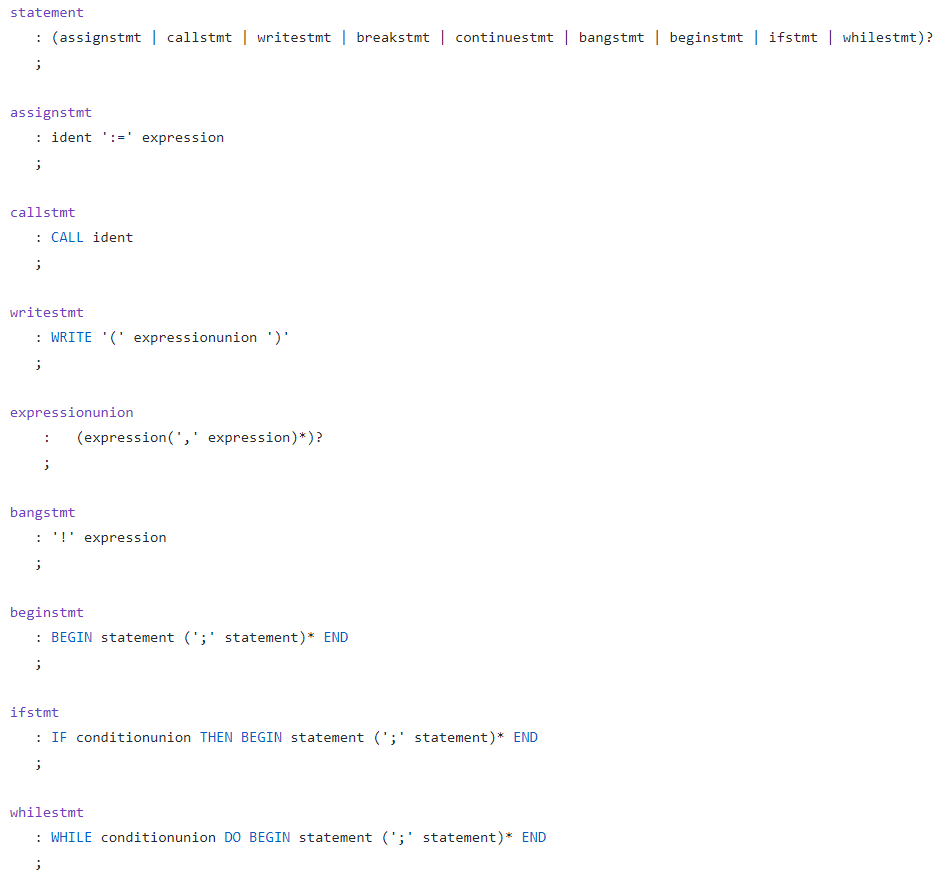 statement
: (assignstmt | callstmt | writestmt | breakstmt | continuestmt | bangstmt | beginstmt | ifstmt | whilestmt)?
;
assignstmt
: ident ':=' expression
;
callstmt
: CALL ident
;
writestmt
: WRITE '(' expressionunion ')'
;
expressionunion
: (expression(',' expression)*)?
;
bangstmt
: '!' expression
;
beginstmt
: BEGIN statement (';' statement)* END
;
ifstmt
: IF conditionunion THEN BEGIN statement (';' statement)* END
;
whilestmt
: WHILE conditionunion DO BEGIN statement (';' statement)* END
;